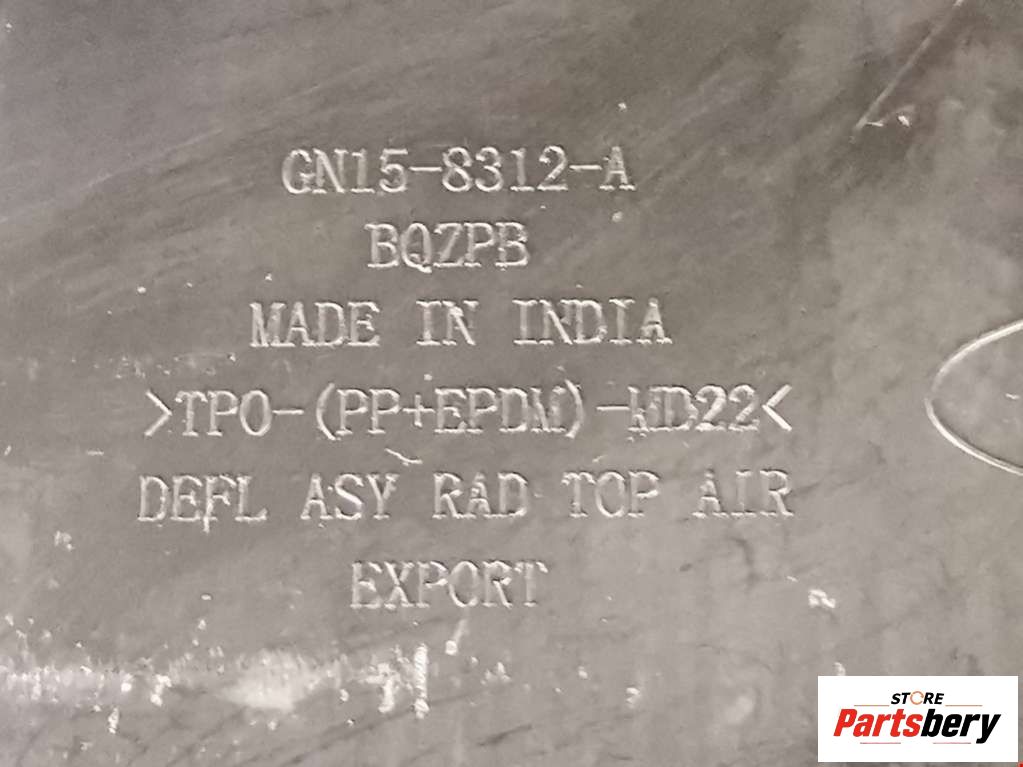 GN15-8312-A
BQZPB
MADE IN INDIA
>TPO-(PP+EPDM)-MD22<
DEFL ASY RAD TOP AIR
EXPORT
STORE
Partsbery